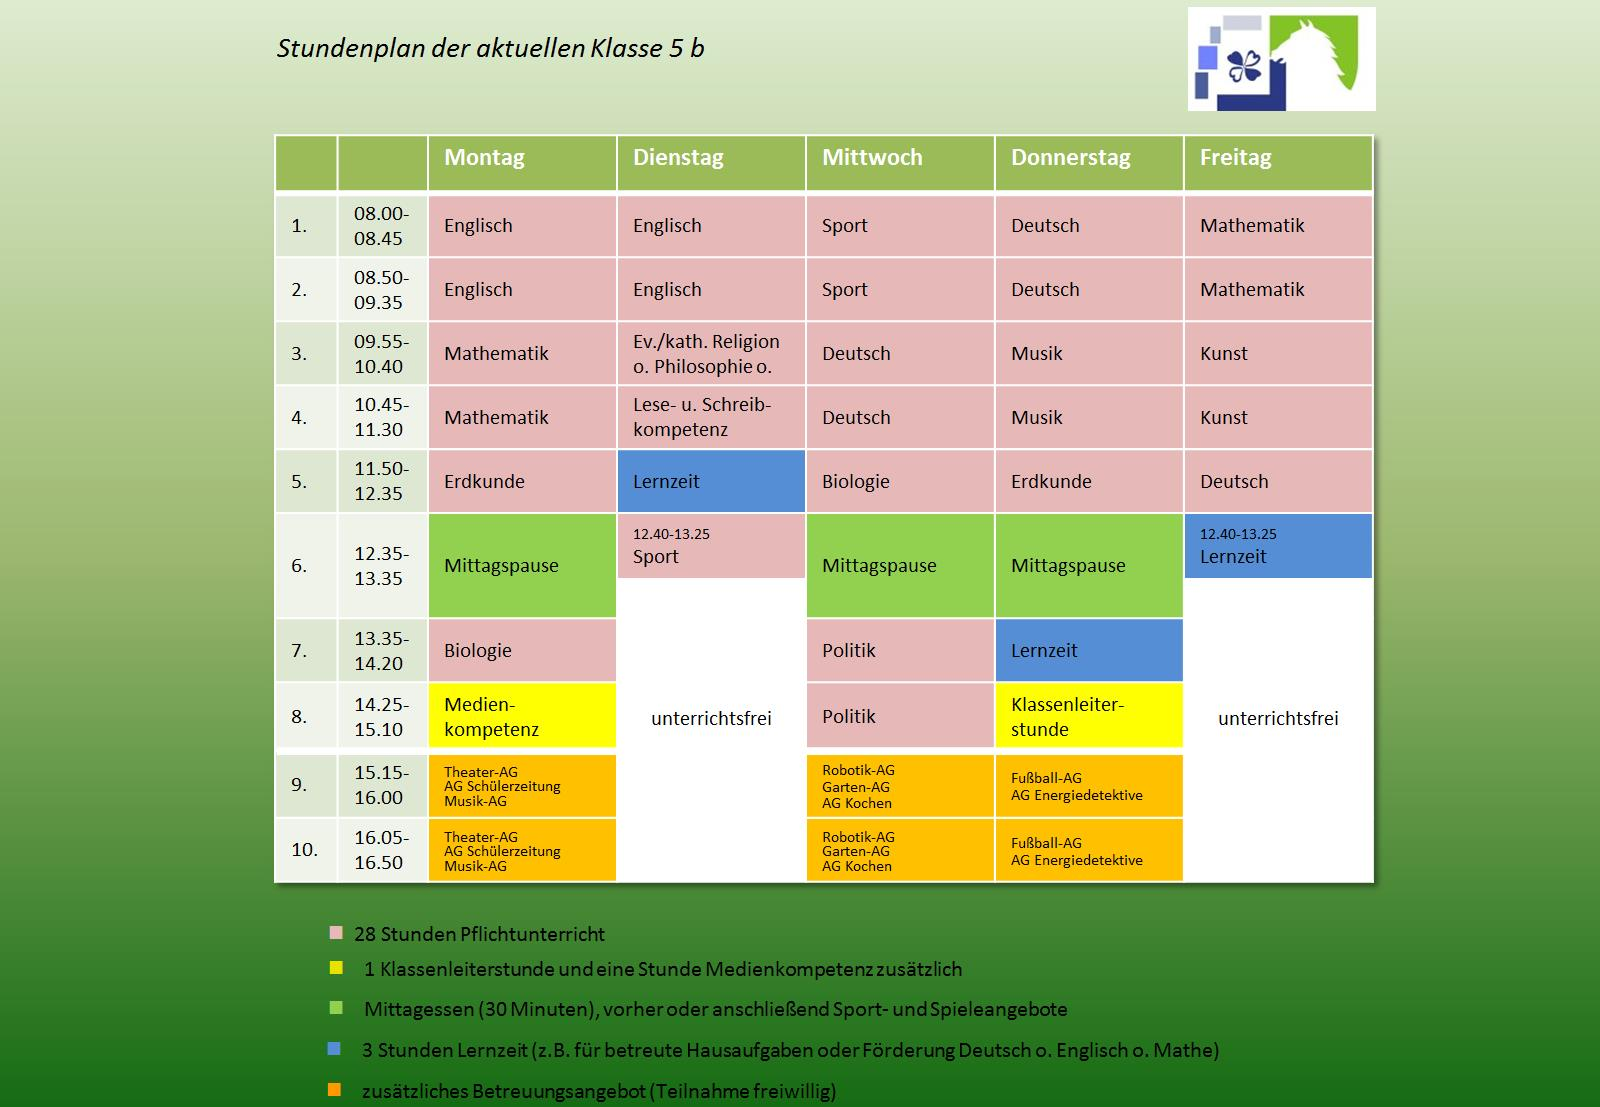 Stundenplan der aktuellen Klasse 5 b
Montag Dienstag Mittwoch Donnerstag Freitag
1. 08.00-
08.45 Englisch Englisch Sport Deutsch Mathematik
2. 08.50-
09.35 Englisch Englisch Sport Deutsch Mathematik
3. 09.55-
10.40 Mathematik Ev./kath. Religion
o. Philosophie o. Deutsch Musik Kunst
4. 10.45-
11.30 Mathematik Lese- u. Schreib-
kompetenz Deutsch Musik Kunst
5. 11.50-
12.35 Erdkunde Lernzeit Biologie Erdkunde Deutsch
6. 12.35-
13.35 Mittagspause 12.40-13.25
Sport Mittagspause Mittagspause 12.40-13.25
Lernzeit
7. 13.35-
14.20 Biologie Politik Lernzeit
8. 14.25-
15.10 Medien-
kompetenz unterrichtsfrei Politik Klassenleiter-
stunde unterrichtsfrei
9. 15.15-
16.00 Theater-AG
AG Schülerzeitung
Musik-AG Robotik-AG
Garten-AG
AG Kochen Fußball-AG
AG Energiedetektive
10. 16.05-
16.50 Theater-AG
AG Schülerzeitung
Musik-AG Robotik-AG
Garten-AG
AG Kochen Fußball-AG
AG Energiedetektive
28 Stunden Pflichtunterricht
1 Klassenleiterstunde und eine Stunde Medienkompetenz zusätzlich
Mittagessen (30 Minuten), vorher oder anschließend Sport- und Spieleangebote
3 Stunden Lernzeit (z.B. für betreute Hausaufgaben oder Förderung Deutsch o. Englisch o. Mathe)
zusätzliches Betreuungsangebot (Teilnahme freiwillig)